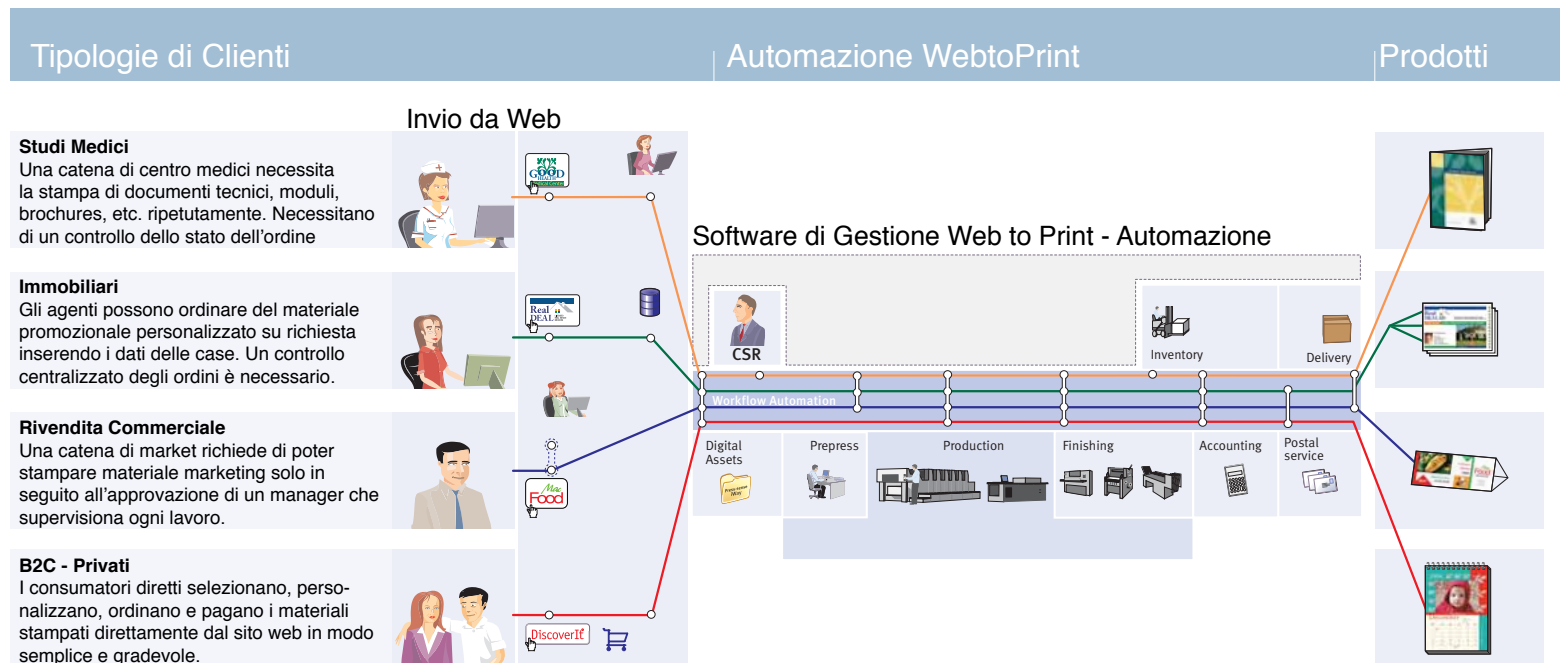 Tipologie di Clienti
Automazione WebtoPrint
Prodotti
Invio da Web
Studi Medici
Una catena di centro medici necessita
la stampa di documenti tecnici, moduli,
brochures, etc. ripetutamente. Necessitano
di un controllo dello stato dell'ordine
GOOD
HEALTH
Immobiliari
Gli agenti possono ordinare del materiale
promozionale personalizzato su richiesta
inserendo i dati delle case. Un controllo
centralizzato degli ordini è necessario.
Real
DEAL
Rivendita Commerciale
Una catena di market richiede di poter
stampare materiale marketing solo in
seguito all'approvazione di un manager che
supervisiona ogni lavoro.
Mac
Food
B2C - Privati
I consumatori diretti selezionano, perso-
nalizzano, ordinano e pagano i materiali
stampati direttamente dal sito web in modo
semplice e gradevole.
DiscoverIt
Software di Gestione Web to Print - Automazione
CSR
Inventory
Delivery
Workflow Automation
Digital
Assets
Prepress
Production
Finishing
Accounting
Postal
service
Real
DEAL